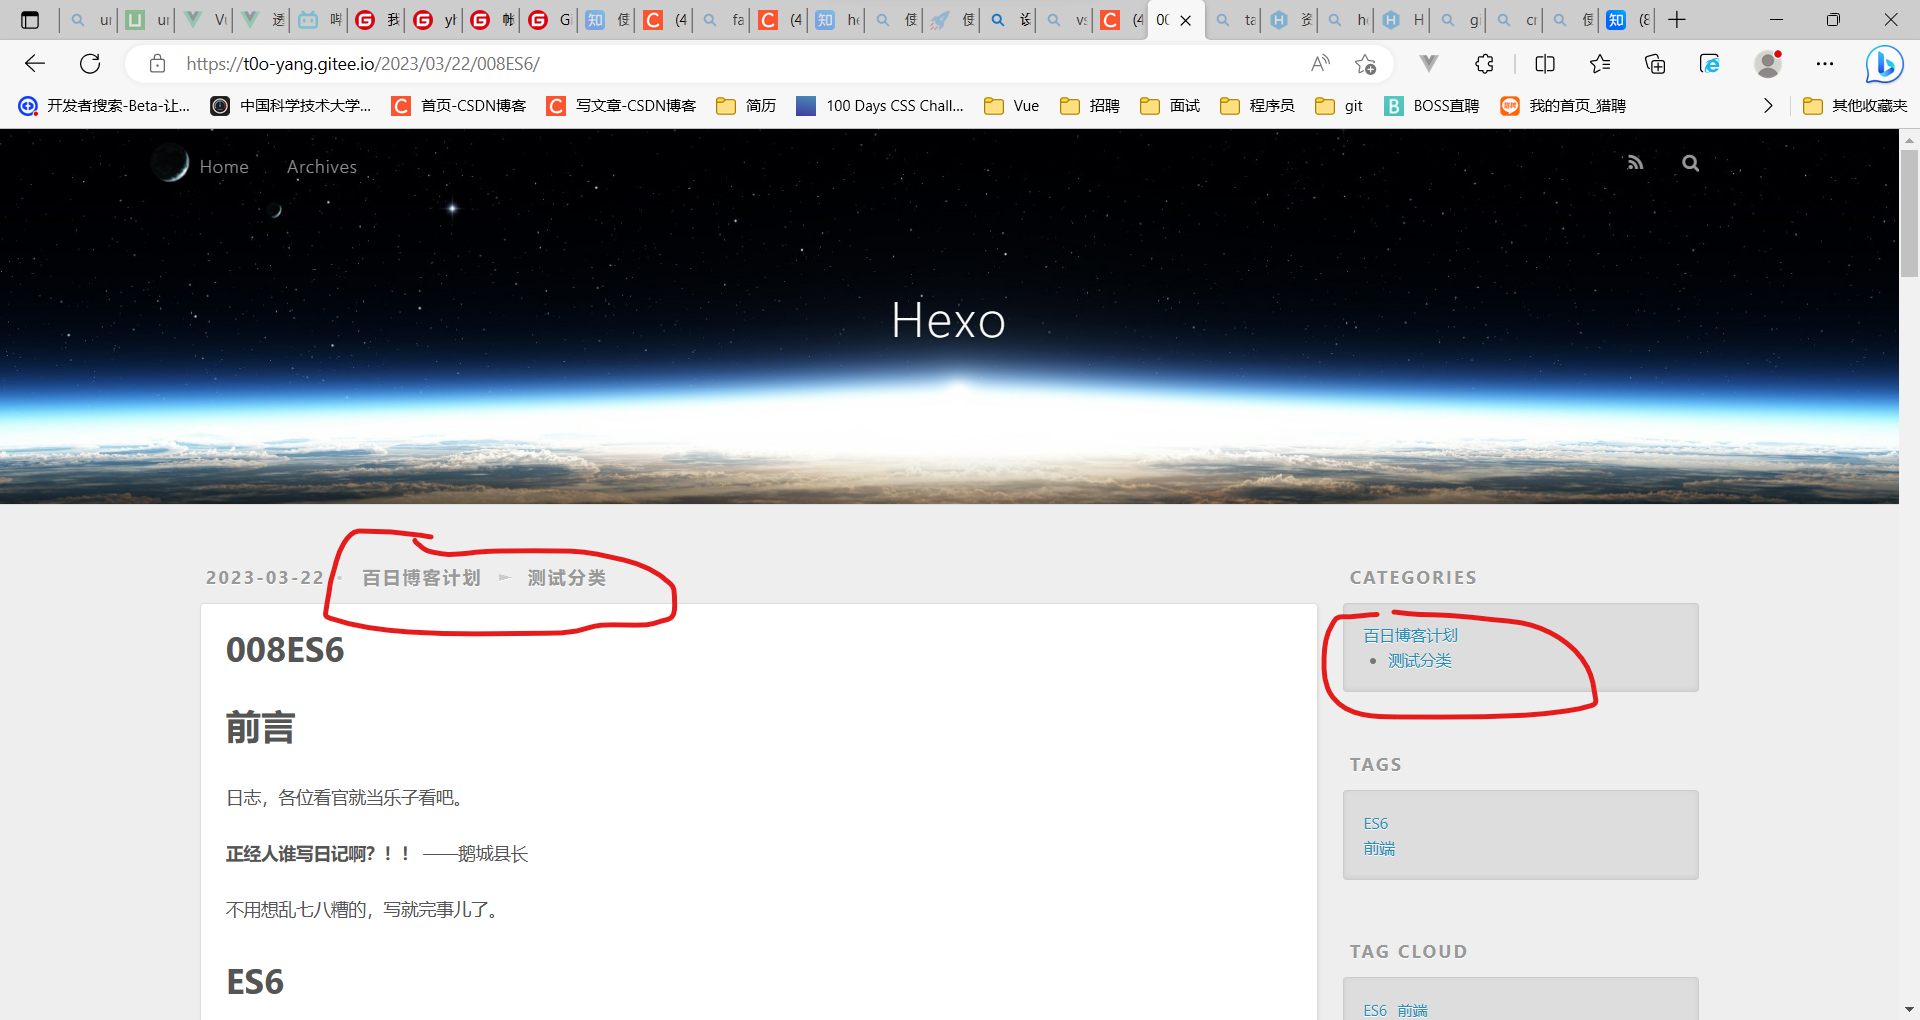 https://t0o-yang.gitee.io/2023/03/22/008ES6/
开发者搜索-Beta-让...
中国科学技术大学...
首页-CSDN博客
写文章-CSDN博客
简历
100 Days CSS Chall...
Vue
招聘
面试
程序员
git
BOSS直聘
我的首页_猎聘
其他收藏夹
Home
Archives
Hexo
2023-03-22
百日博客计划 测试分类
008ES6
前言
日志，各位看官就当乐子看吧。
正经人谁写日记啊？！！ ——鹅城县长
不用想乱七八糟的，写就完事儿了。
ES6
CATEGORIES
百日博客计划
测试分类
TAGS
ES6
前端
TAG CLOUD
ES6 前端